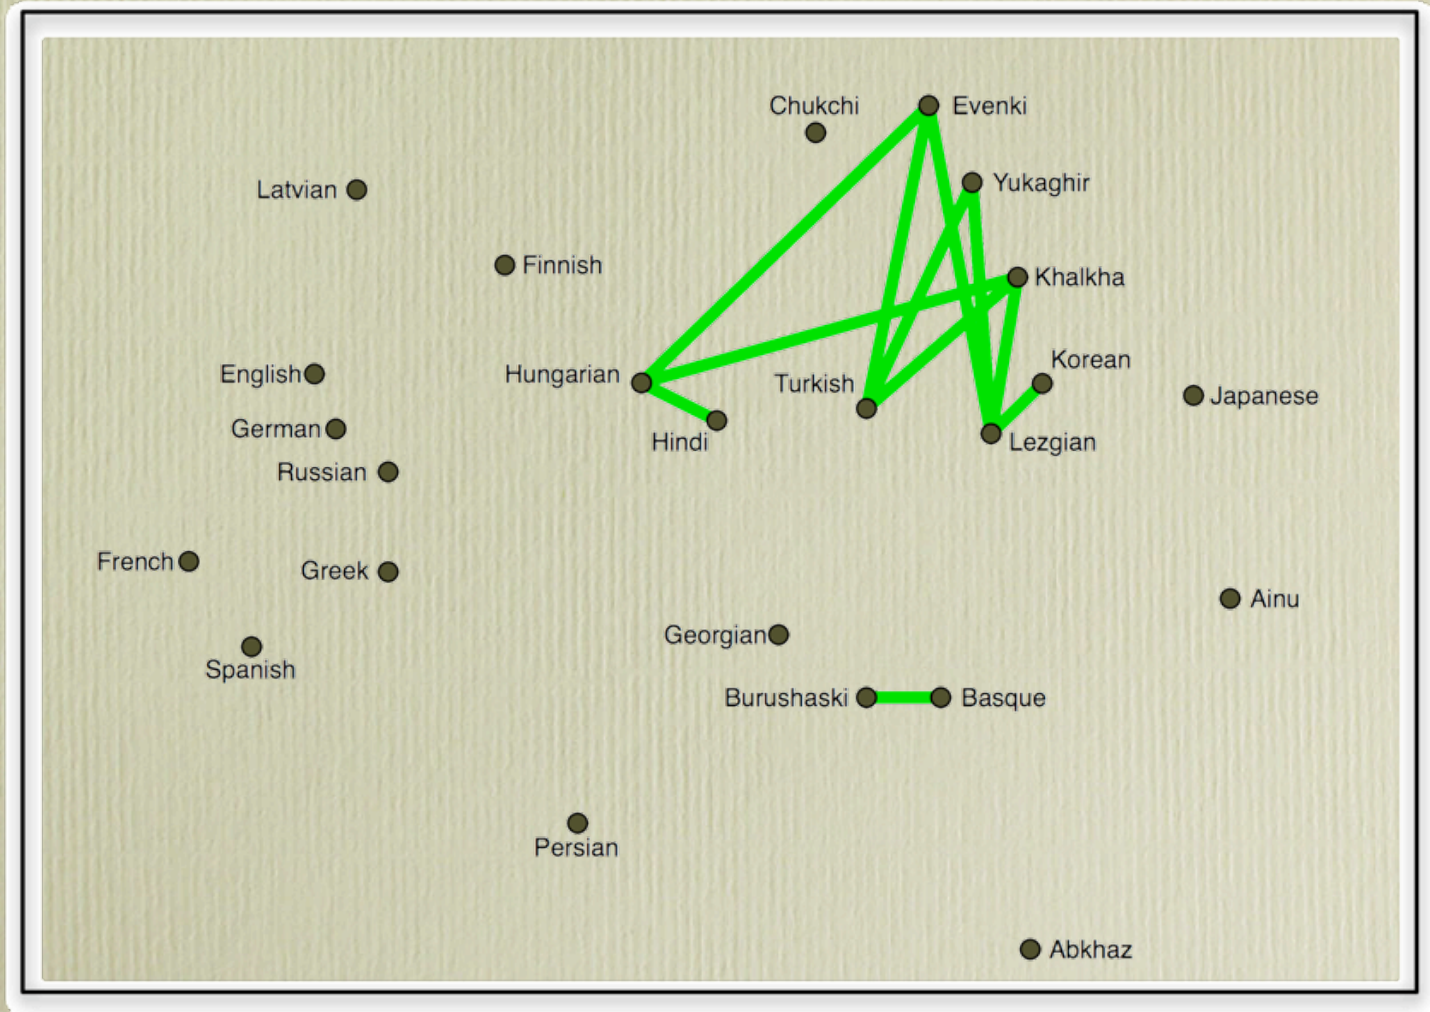 Chukchi
Evenki
Yukaghir
Latvian
Finnish
Khalkha
Korean
English
Hungarian
Turkish
Japanese
German
Hindi
Lezgian
Russian
French
Greek
Ainu
Georgian
Spanish
Burushaski
Basque
Persian
Abkhaz